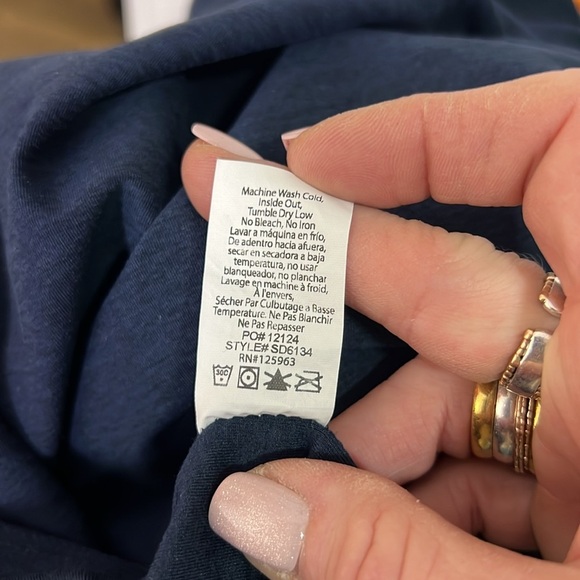 Machine Wash Cold,
Inside Out,
Tumble Dry Low
No Bleach, No Iron
Lavar a máquina en frío,
De adentro hacia afuera,
secar en secadora a baja
temperatura, no usar
blanqueador, no planchar
Lavage en machine à froid,
À l'envers,
Sécher Par Culbutage a Basse
Temperature. Ne Pas Blanchir
Ne Pas Repasser
PO# 12124
STYLE# SD6134
RN#125963
30C